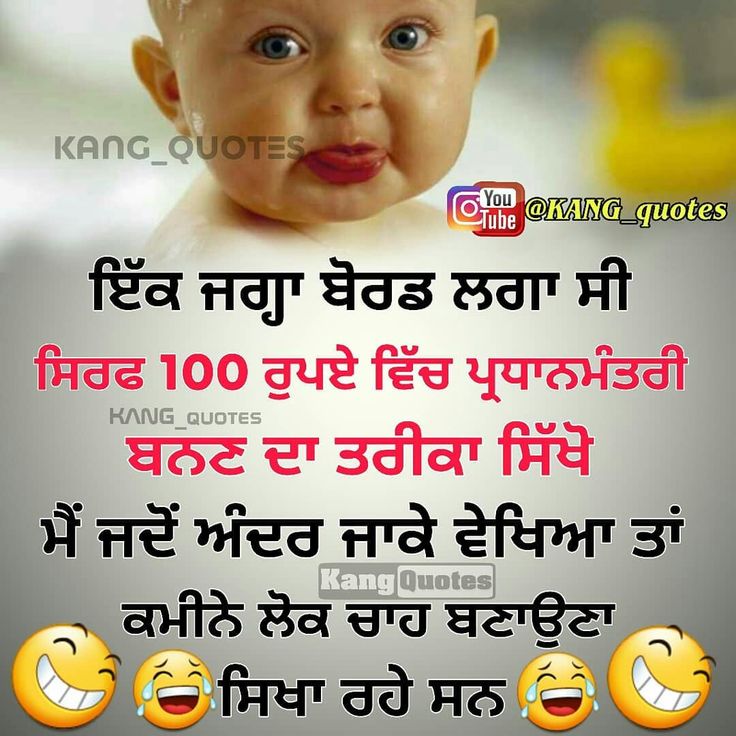 KANG_QUOTES
You
Tube
@KANG_quotes
ਇੱਕ ਜਗ੍ਹਾ ਬੋਰਡ ਲਗਾ ਸੀ
ਸਿਰਫ 100 ਰੁਪਏ ਵਿੱਚ ਪ੍ਰਧਾਨਮੰਤਰੀ
KANG_QUOTES
ਬਨਣ ਦਾ ਤਰੀਕਾ ਸਿੱਖੋ
ਮੈਂ ਜਦੋਂ ਅੰਦਰ ਜਾਕੇ ਵੇਖਿਆ ਤਾਂ
Kang Quotes
ਕਮੀਨੇ ਲੋਕ ਚਾਹ ਬਣਾਉਣਾ
ਸਿਖਾ ਰਹੇ ਸਨ